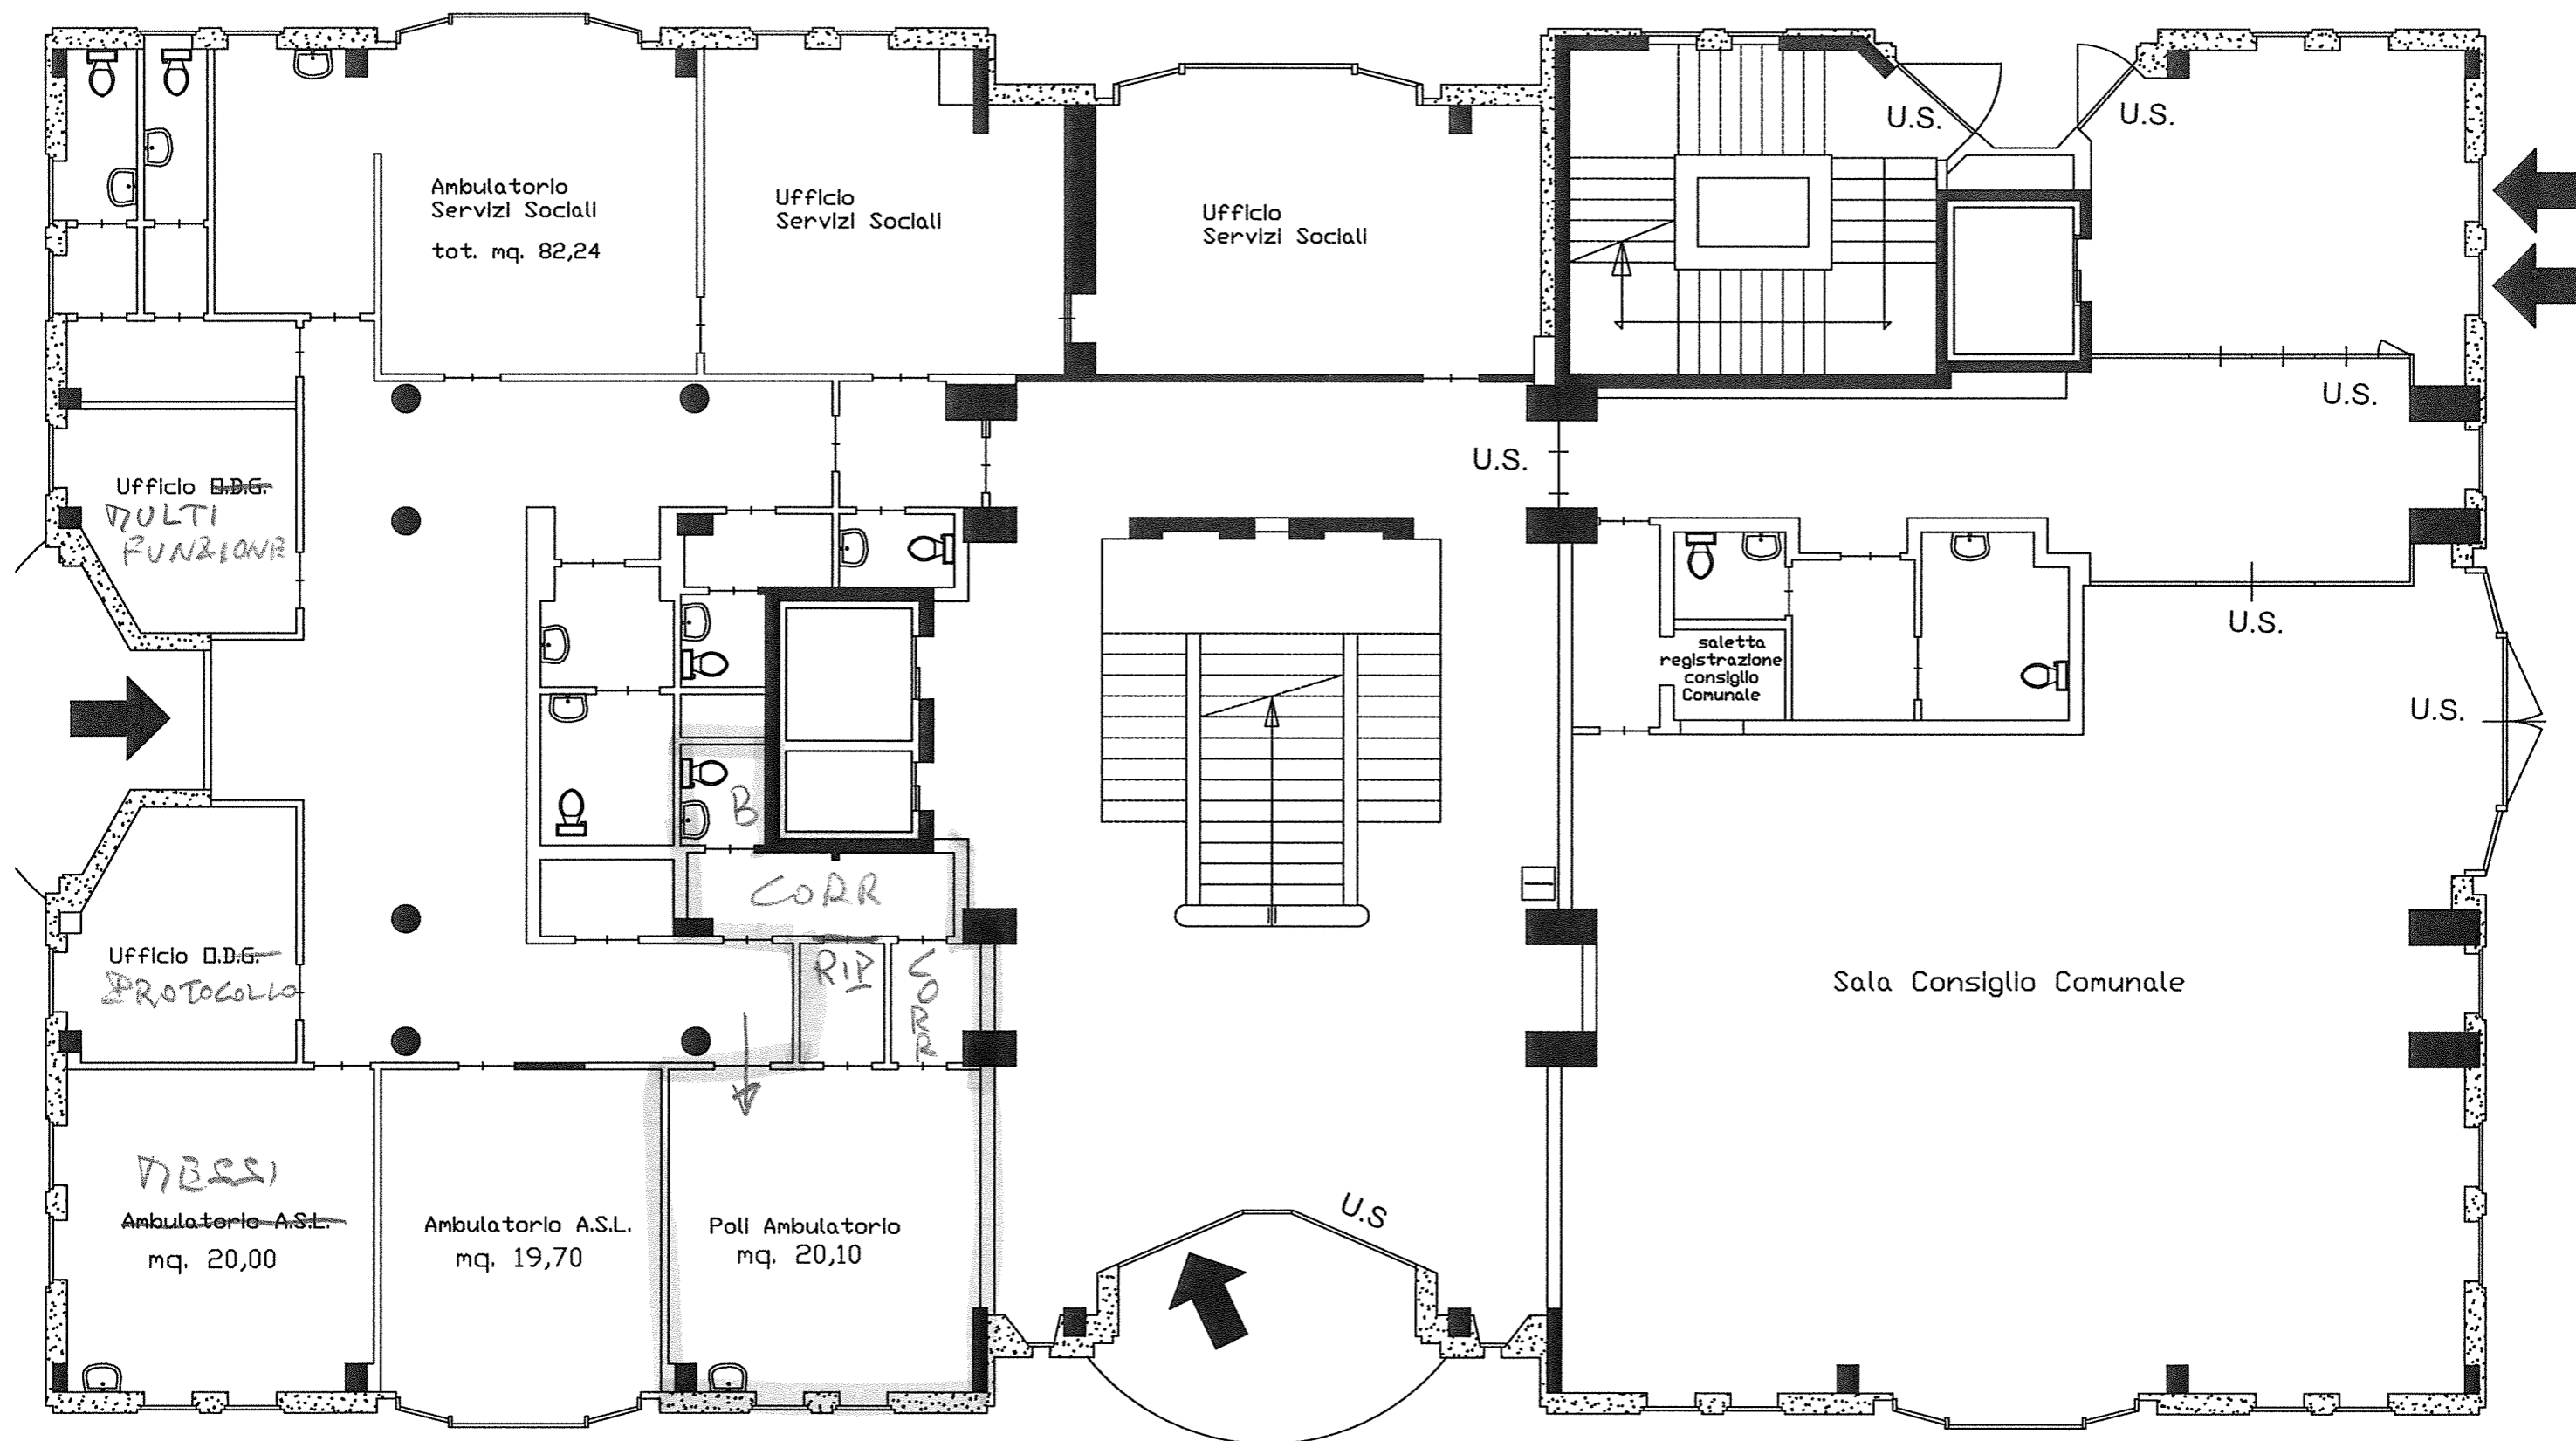 Ambulatorio
Servizi Sociali
tot. mq. 82,24
Ufficio
Servizi Sociali
Ufficio
Servizi Sociali
U.S.
U.S.
U.S.
U.S.
Ufficio O.D.G.
MULTI
FUNZIONE
saletta
registrazione
consiglio
Comunale
U.S.
U.S.
B
CORR
Ufficio O.D.G.
PROTOCOLLO
RIP
CORR
Sala Consiglio Comunale
MESSI
Ambulatorio A.S.L.
mq. 20,00
Ambulatorio A.S.L.
mq. 19,70
Poli Ambulatorio
mq. 20,10
U.S